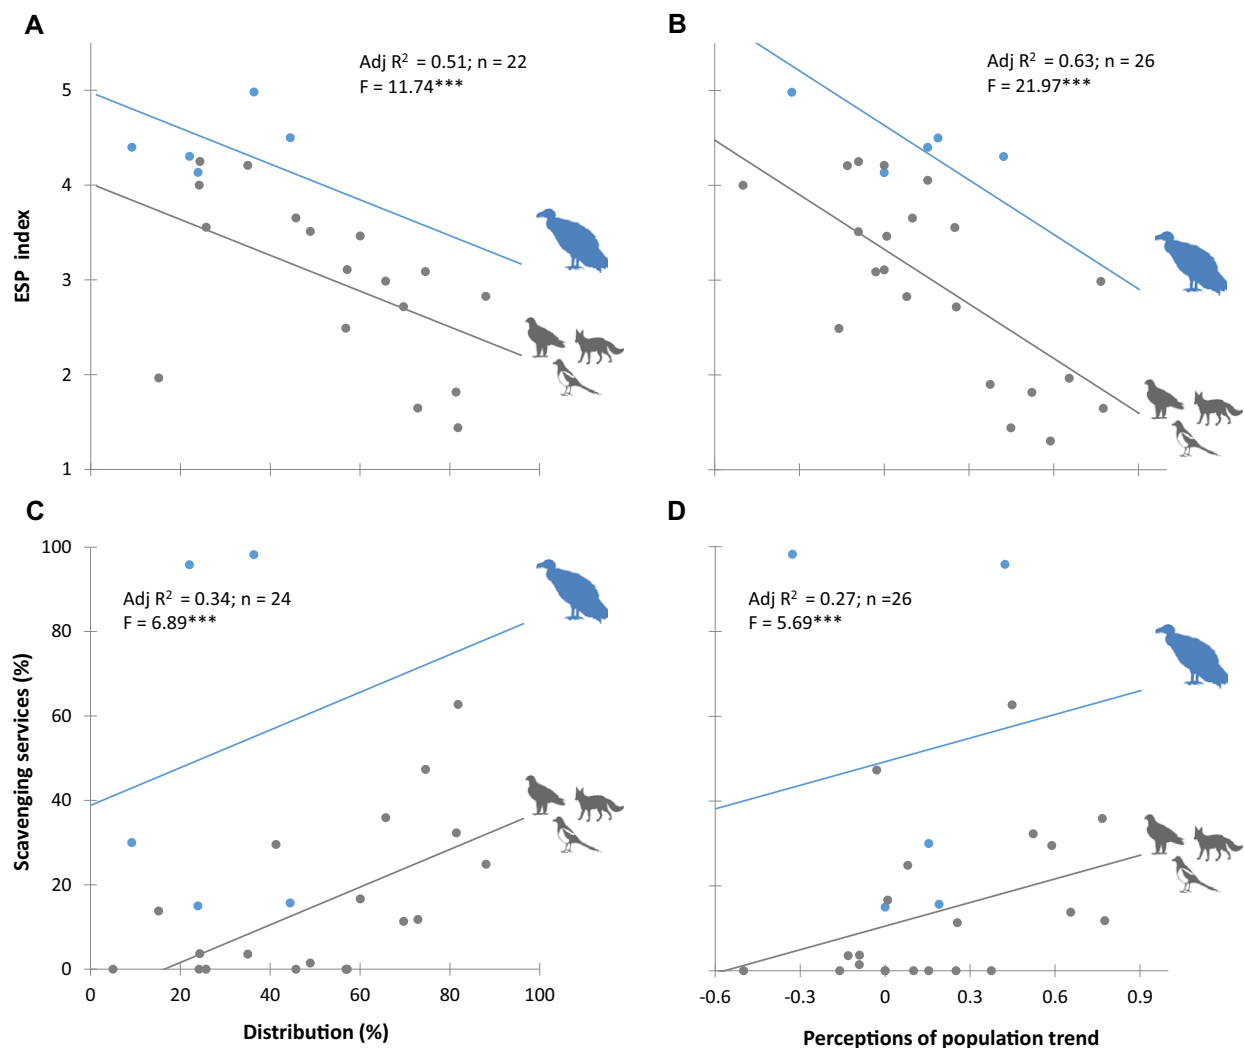 A
Adj R² = 0.51; n = 22
F = 11.74***
5
4
3
2
1
ESP index
B
Adj R² = 0.63; n = 26
F = 21.97***
C
100
80
60
40
20
0
Scavenging services (%)
Adj R² = 0.34; n = 24
F = 6.89***
0 20 40 60 80 100
Distribution (%)
D
Adj R² = 0.27; n =26
F = 5.69***
-0.6 -0.3 0 0.3 0.6 0.9
Perceptions of population trend